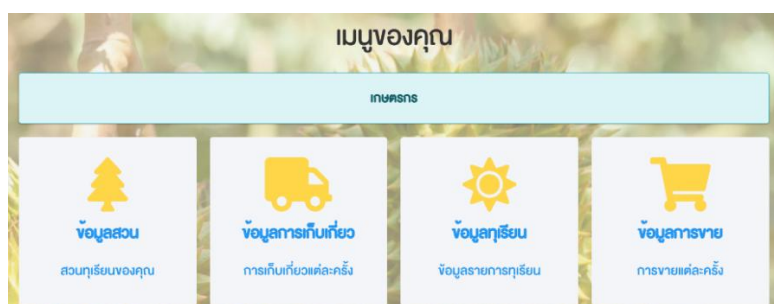 เมนูของคุณ
เกษตรกร
ข้อมูลสวน
สวนทุเรียนของคุณ
ข้อมูลการเก็บเกี่ยว
การเก็บเกี่ยวแต่ละครั้ง
ข้อมูลทุเรียน
ข้อมูลรายการทุเรียน
ข้อมูลการขาย
การขายแต่ละครั้ง